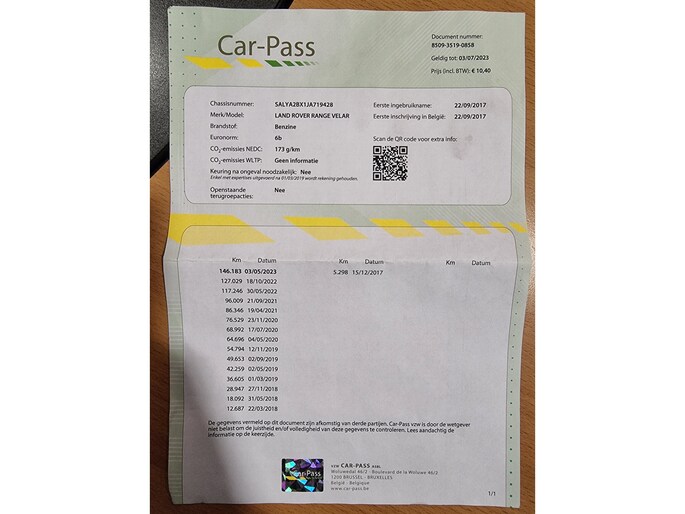 Car-Pass
Document nummer:
8509-3519-0858
Geldig tot: 03/07/2023
Prijs (incl. BTW): € 10,40
Chassisnummer: SALYA2BX1JA719428
Merk/Model: LAND ROVER RANGE VELAR
Brandstof: Benzine
Euronorm: 6b
CO2-emissies NEDC: 173 g/km
CO2-emissies WLTP: Geen informatie
Keuring na ongeval noodzakelijk: Nee
Enkel met expertises uitgevoerd na 01/03/2019 wordt rekening gehouden.
Openstaande terugroepacties: Nee
Eerste ingebruikname: 22/09/2017
Eerste inschrijving in België: 22/09/2017
Scan de QR code voor extra info:
Km Datum
146.183 03/05/2023
127.029 18/10/2022
117.246 30/05/2022
96.009 21/09/2021
86.346 19/04/2021
76.529 23/11/2020
68.992 17/07/2020
64.696 04/05/2020
54.794 12/11/2019
49.653 02/09/2019
42.259 02/05/2019
36.605 01/03/2019
28.947 27/11/2018
18.092 31/05/2018
12.687 22/03/2018
Km Datum
5.298 15/12/2017
Km Datum
De gegevens vermeld op dit document zijn afkomstig van derde partijen. Car-Pass vzw is door de wetgever
niet belast om de juistheid en/of volledigheid van deze gegevens te controleren. Lees aandachtig de
informatie op de keerzijde.
Car-Pass
VZW CAR-PASS ASBL
Woluwedal 46/2 - Boulevard de la Woluwe 46/2
1200 BRUSSEL - BRUXELLES
België - Belgique
www.car-pass.be
1/1